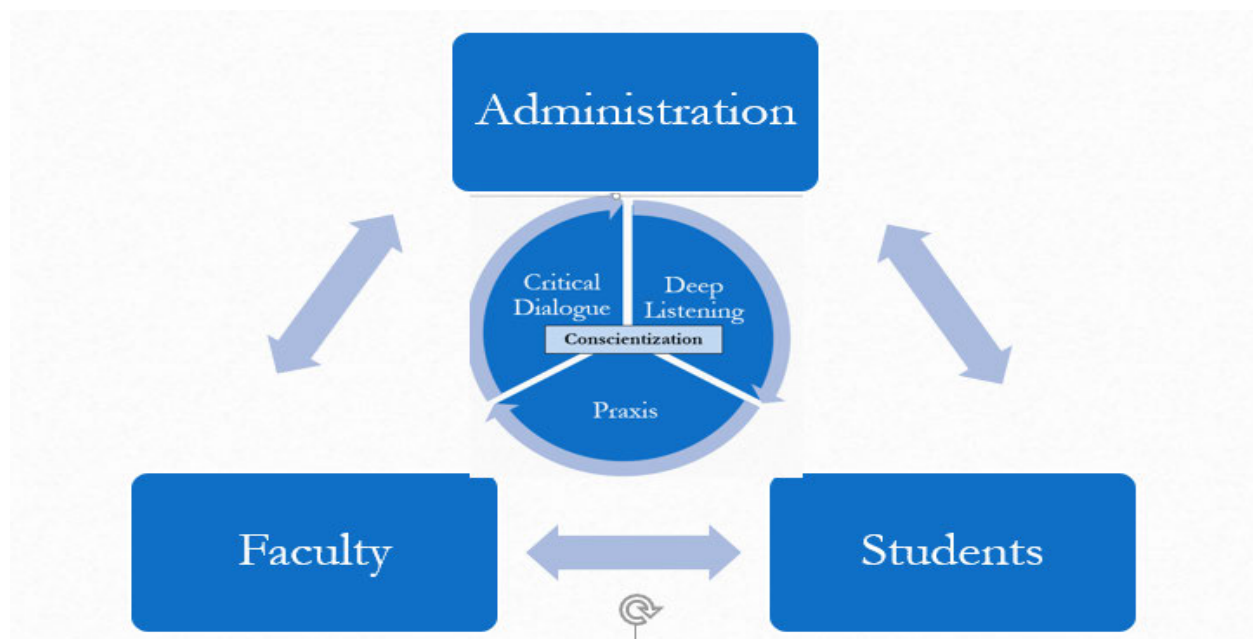 Administration
Critical
Dialogue
Deep
Listening
Conscientization
Praxis
Faculty
Students